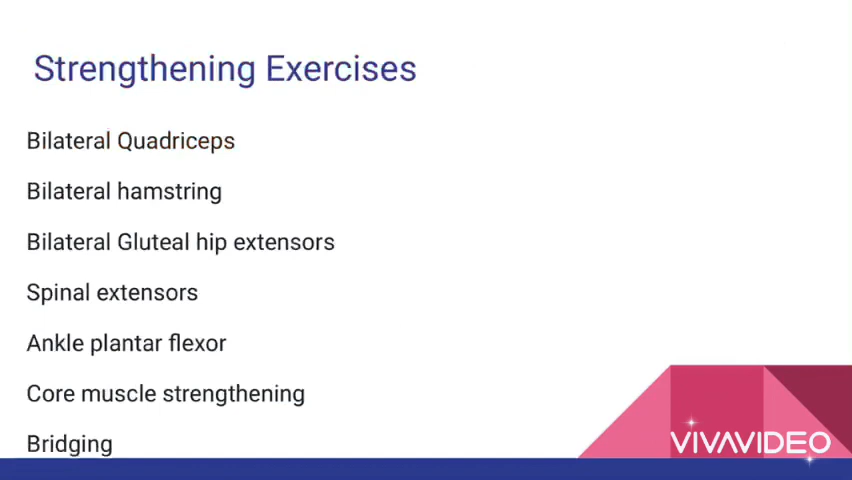 Strengthening Exercises
Bilateral Quadriceps
Bilateral hamstring
Bilateral Gluteal hip extensors
Spinal extensors
Ankle plantar flexor
Core muscle strengthening
Bridging
VIVAVIDEO